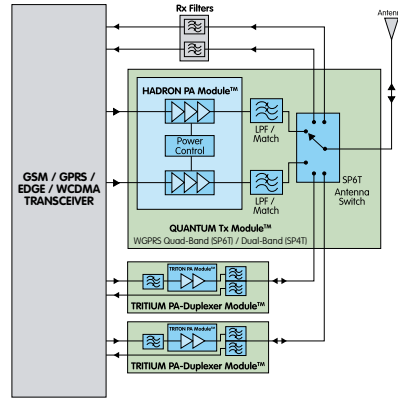 Rx Filters
Antenn
HADRON PA Module™
Power
Control
LPF /
Match
LPF /
Match
SP6T
Antenna
Switch
GSM / GPRS /
EDGE / WCDMA
TRANSCEIVER
QUANTUM Tx Module™
WGPRS Quad-Band (SP6T) / Dual-Band (SP4T)
TRITON PA Module™
TRITIUM PA-Duplexer Module™
TRITON PA Module™
TRITIUM PA-Duplexer Module™